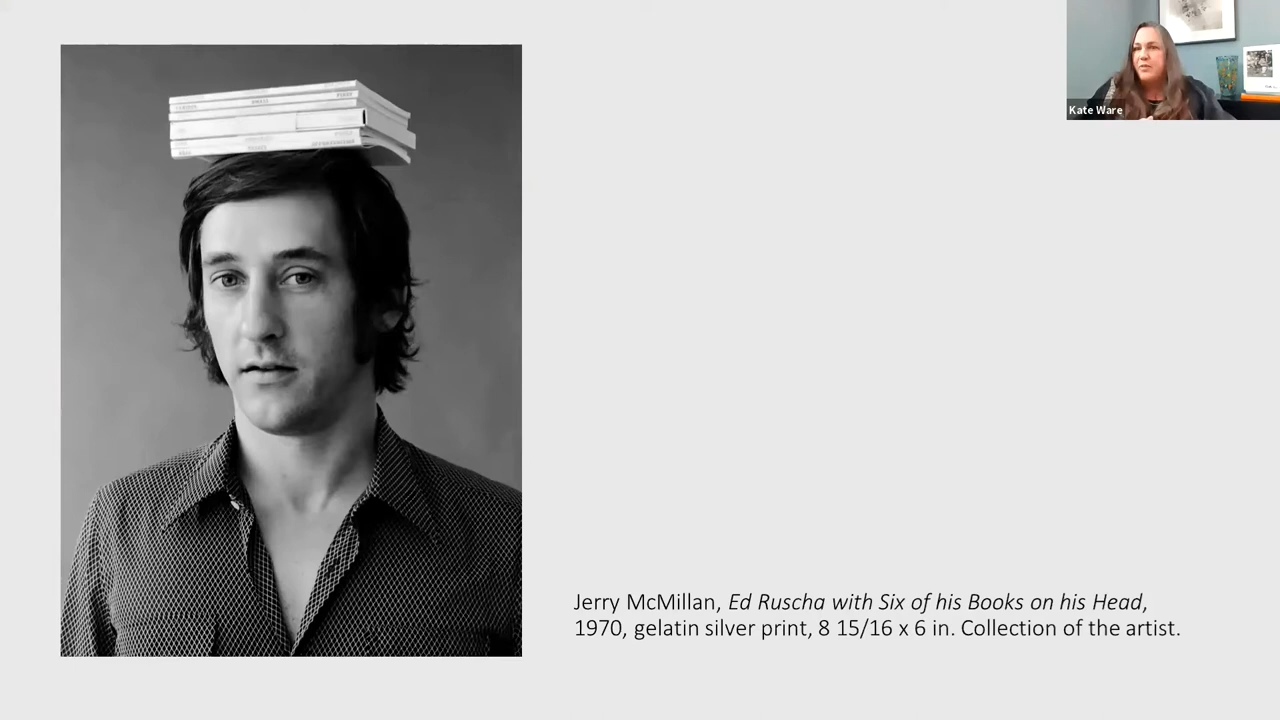 Kate Ware
Jerry McMillan, Ed Ruscha with Six of his Books on his Head,
1970, gelatin silver print, 8 15/16 x 6 in. Collection of the artist.